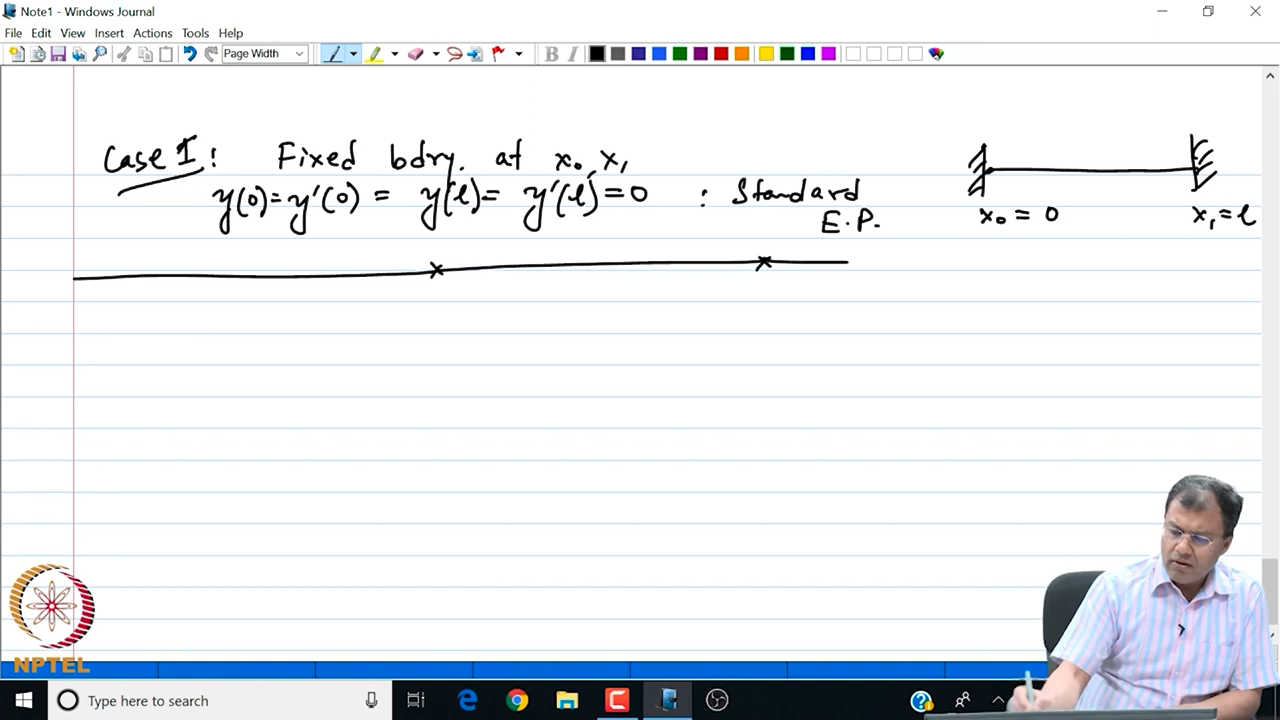 Note1 - Windows Journal
File Edit View Insert Actions Tools Help
Page Width
B I
Case I : Fixed bdry. at x₀, x₁
y(0) = y'(0) = y(l) = y'(l) = 0 : Standard
E.P.
x₀ = 0
x₁ = l
NPTEL
Type here to search